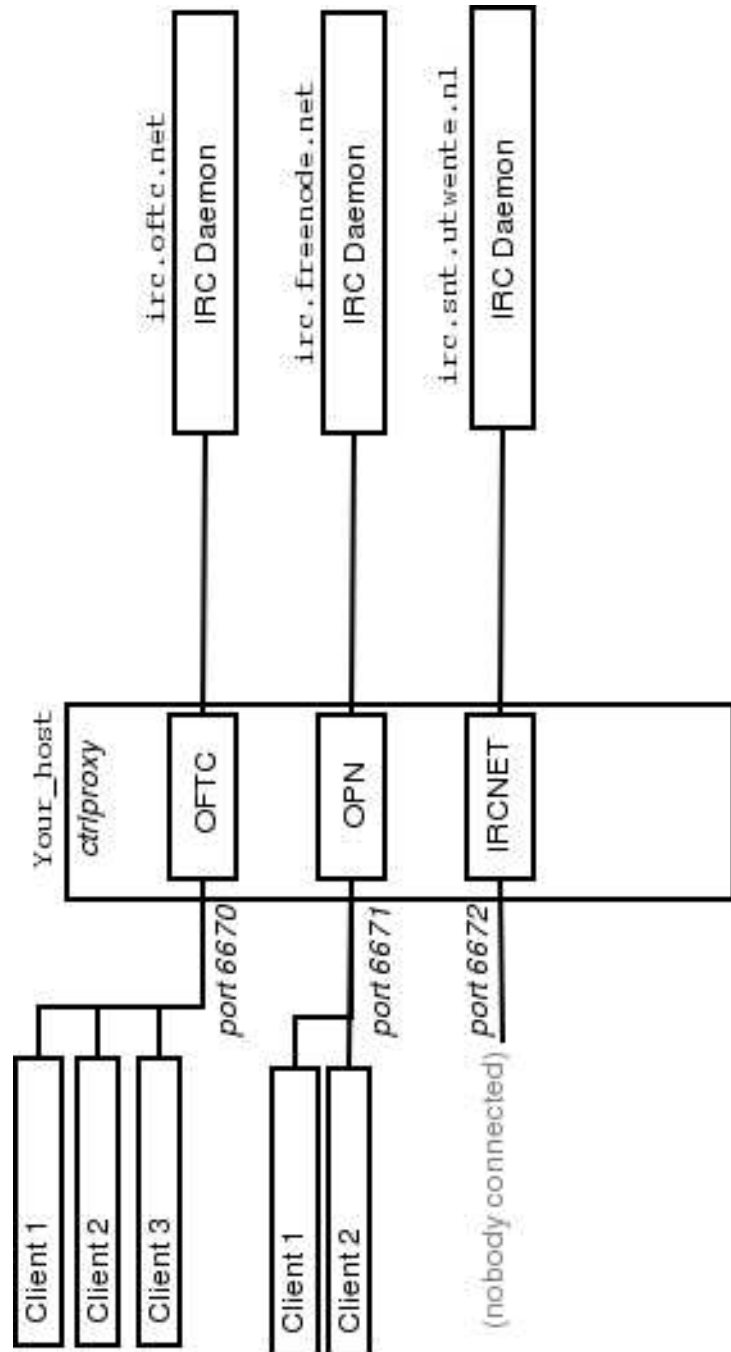 Client 1
Client 2
Client 3
port 6670
Your_host
ctrlproxy
OFTC
irc.oftc.net
IRC Daemon
Client 1
Client 2
port 6671
OPN
irc.freenode.net
IRC Daemon
(nobody connected)
port 6672
IRCNET
irc.snt.utwente.nl
IRC Daemon